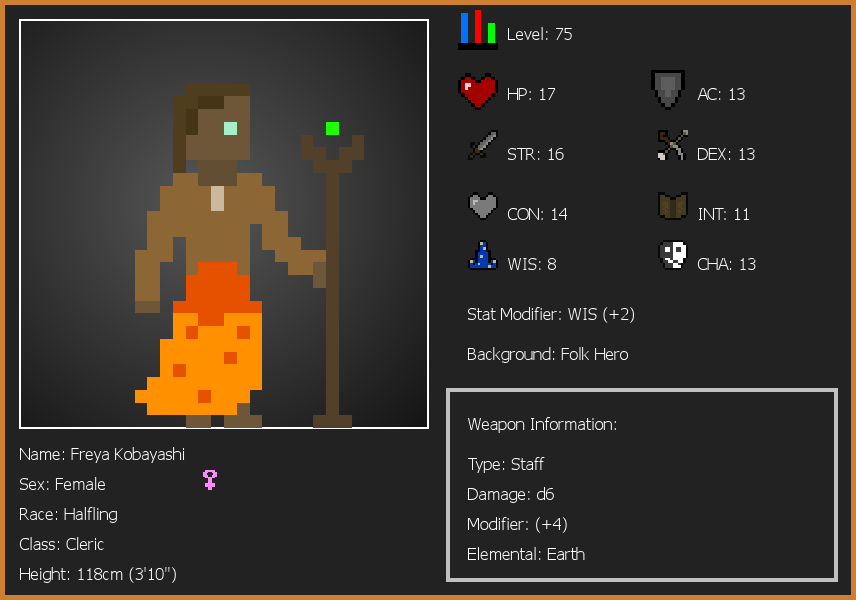 Level: 75
HP: 17
AC: 13
STR: 16
DEX: 13
CON: 14
INT: 11
WIS: 8
CHA: 13
Stat Modifier: WIS (+2)
Background: Folk Hero
Weapon Information:
Type: Staff
Damage: d6
Modifier: (+4)
Elemental: Earth
Name: Freya Kobayashi
Sex: Female
Race: Halfling
Class: Cleric
Height: 118cm (3'10")